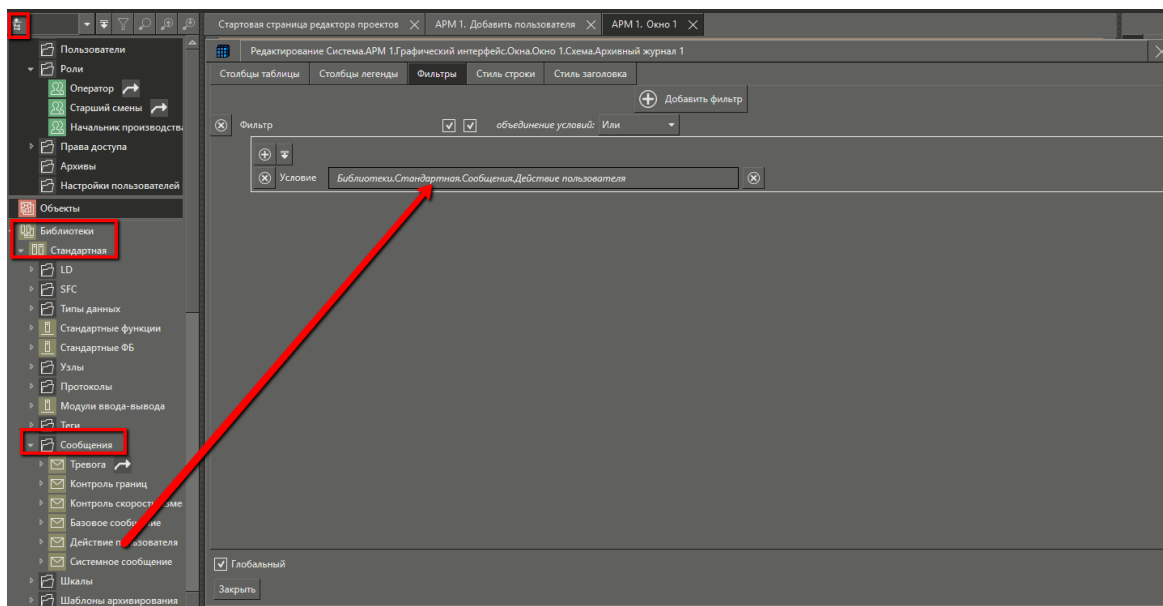 Стартовая страница редактора проектов
АРМ 1. Добавить пользователя
АРМ 1. Окно 1
Пользователи
Роли
Оператор
Старший смены
Начальник производства
Права доступа
Архивы
Настройки пользователей
Объекты
Библиотеки
Стандартная
LD
SFC
Типы данных
Стандартные функции
Стандартные ФБ
Узлы
Протоколы
Модули ввода-вывода
Теги
Сообщения
Тревога
Контроль границ
Контроль скорости
Базовое сообщение
Действие пользователя
Системное сообщение
Шкалы
Шаблоны архивирования
Редактирование Система.АРМ 1.Графический интерфейс.Окна.Окно 1.Схема.Архивный журнал 1
Столбцы таблицы
Столбцы легенды
Фильтры
Стиль строки
Стиль заголовка
Добавить фильтр
Фильтр
объединение условий: Или
Условие
Библиотеки.Стандартная.Сообщения.Действие пользователя
Глобальный
Закрыть